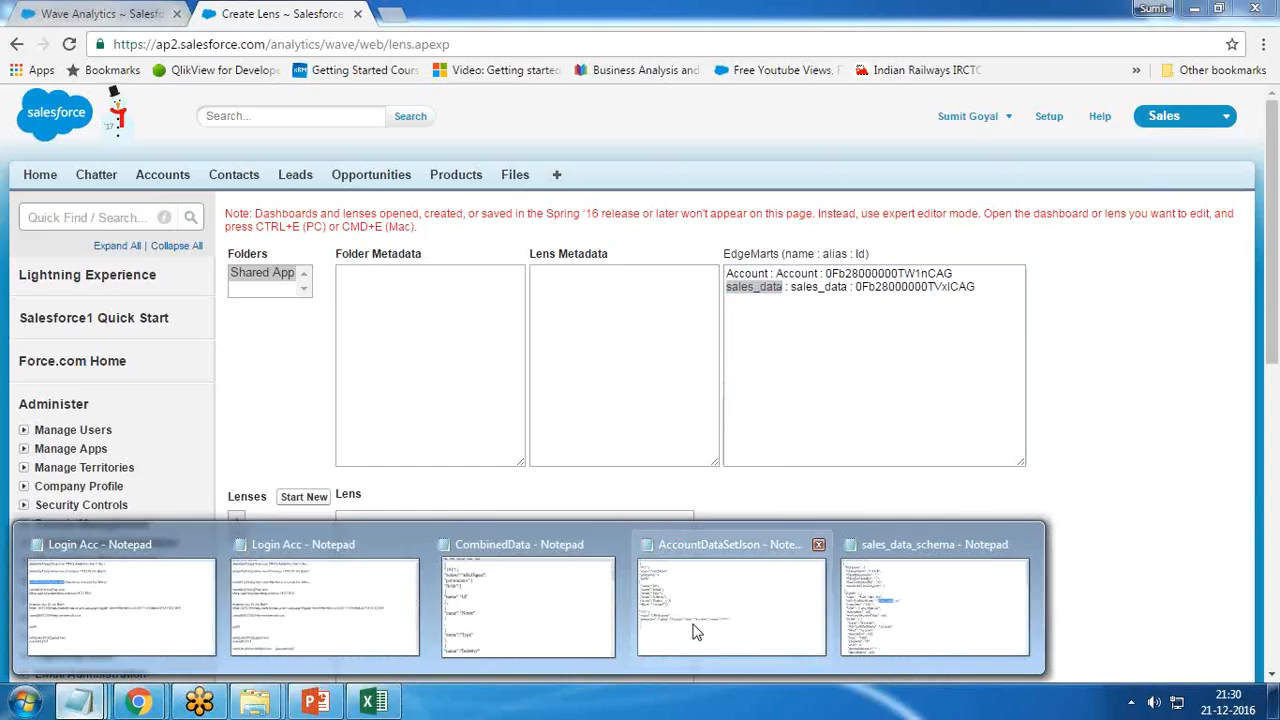 Wave Analytics ~ Salesfo
Create Lens ~ Salesforce
Sumit
https://ap2.salesforce.com/analytics/wave/web/lens.apexp
Apps
Bookmarks
QlikView for Develope
Getting Started Cours
Video: Getting started
Business Analysis and
Free Youtube Views,
Indian Railways IRCTC
»
Other bookmarks
salesforce
Search...
Search
Sumit Goyal
Setup
Help
Sales
Home
Chatter
Accounts
Contacts
Leads
Opportunities
Products
Files
+
Quick Find / Search...
Expand All | Collapse All
Lightning Experience
Salesforce1 Quick Start
Force.com Home
Administer
Manage Users
Manage Apps
Manage Territories
Company Profile
Security Controls
Note: Dashboards and lenses opened, created, or saved in the Spring '16 release or later won't appear on this page. Instead, use expert editor mode. Open the dashboard or lens you want to edit, and
press CTRL+E (PC) or CMD+E (Mac).
Folders
Folder Metadata
Lens Metadata
EdgeMarts (name : alias : Id)
Shared App
Account : Account : 0Fb28000000TW1nCAG
sales_data : sales_data : 0Fb28000000TVxICAG
Lenses
Start New
Lens
Login Acc - Notepad
Login Acc - Notepad
CombinedData - Notepad
AccountDataSetJson - Note...
sales_data_schema - Notepad
21:30
21-12-2016